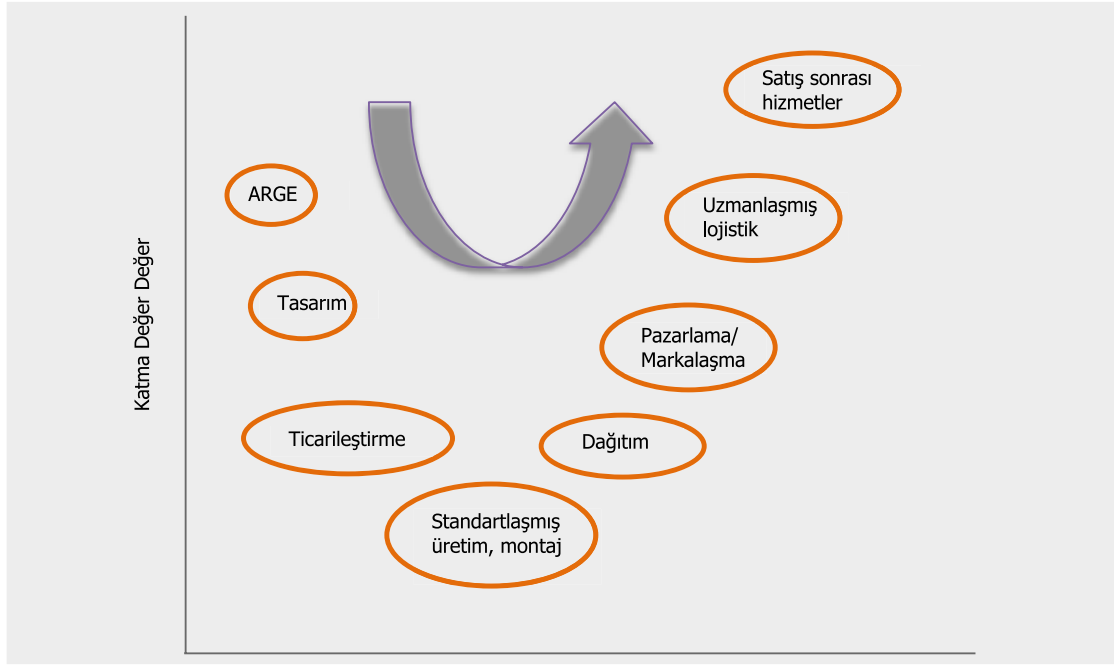 Satış sonrası
hizmetler
ARGE
Uzmanlaşmış
lojistik
Tasarım
Pazarlama/
Markalaşma
Ticarileştirme
Dağıtım
Standartlaşmış
üretim, montaj
Katma Değer Değer